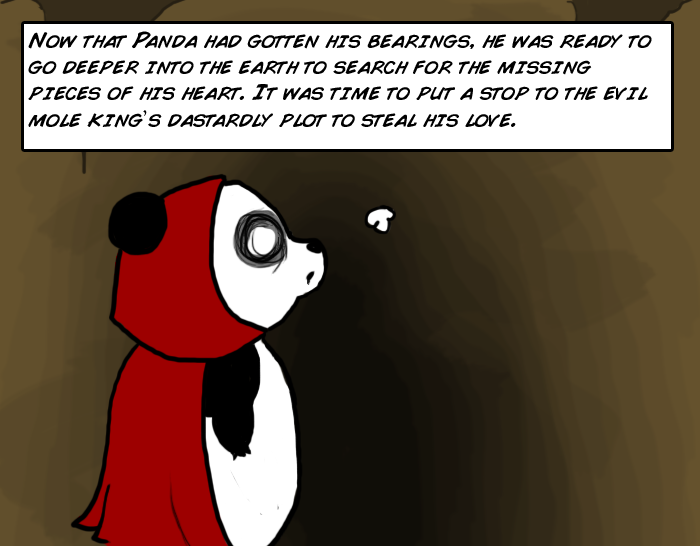 Now that Panda had gotten his bearings, he was ready to
go deeper into the earth to search for the missing
pieces of his heart. It was time to put a stop to the evil
mole king's dastardly plot to steal his love.